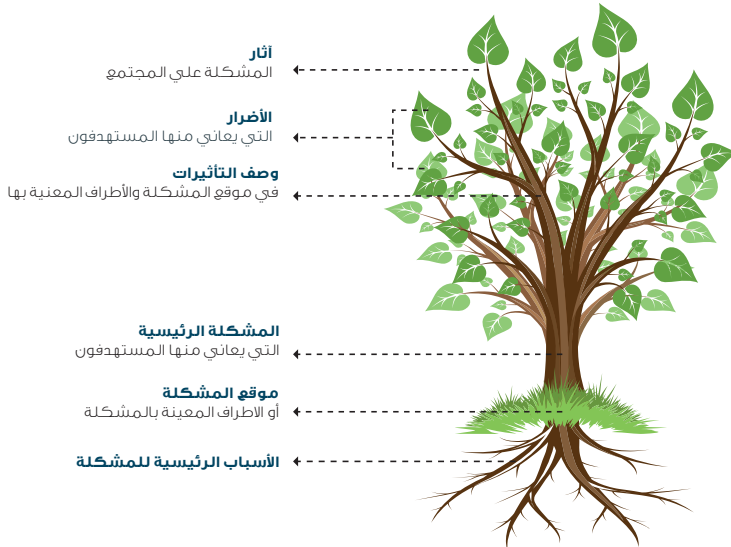 آثار
المشكلة علي المجتمع
الأضرار
التي يعاني منها المستهدفون
وصف التأثيرات
في موقع المشكلة والأطراف المعنية بها
المشكلة الرئيسية
التي يعاني منها المستهدفون
موقع المشكلة
أو الاطراف المعينة بالمشكلة
الأسباب الرئيسية للمشكلة